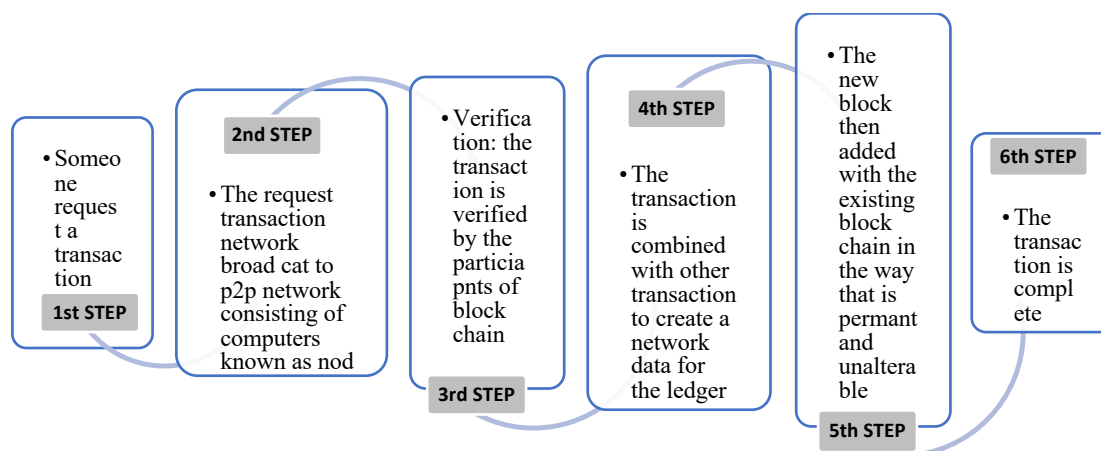 • Someo
ne
reques
t a
transac
tion
1st STEP
2nd STEP
• The request
transaction
network
broad cat to
p2p network
consisting of
computers
known as nod
• Verifica
tion: the
transact
ion is
verified
by the
particia
pnts of
block
chain
3rd STEP
4th STEP
• The
transaction
is
combined
with other
transaction
to create a
network
data for
the ledger
• The
new
block
then
added
with the
existing
block
chain in
the way
that is
permant
and
unaltera
ble
5th STEP
6th STEP
• The
transa
ction is
compl
ete